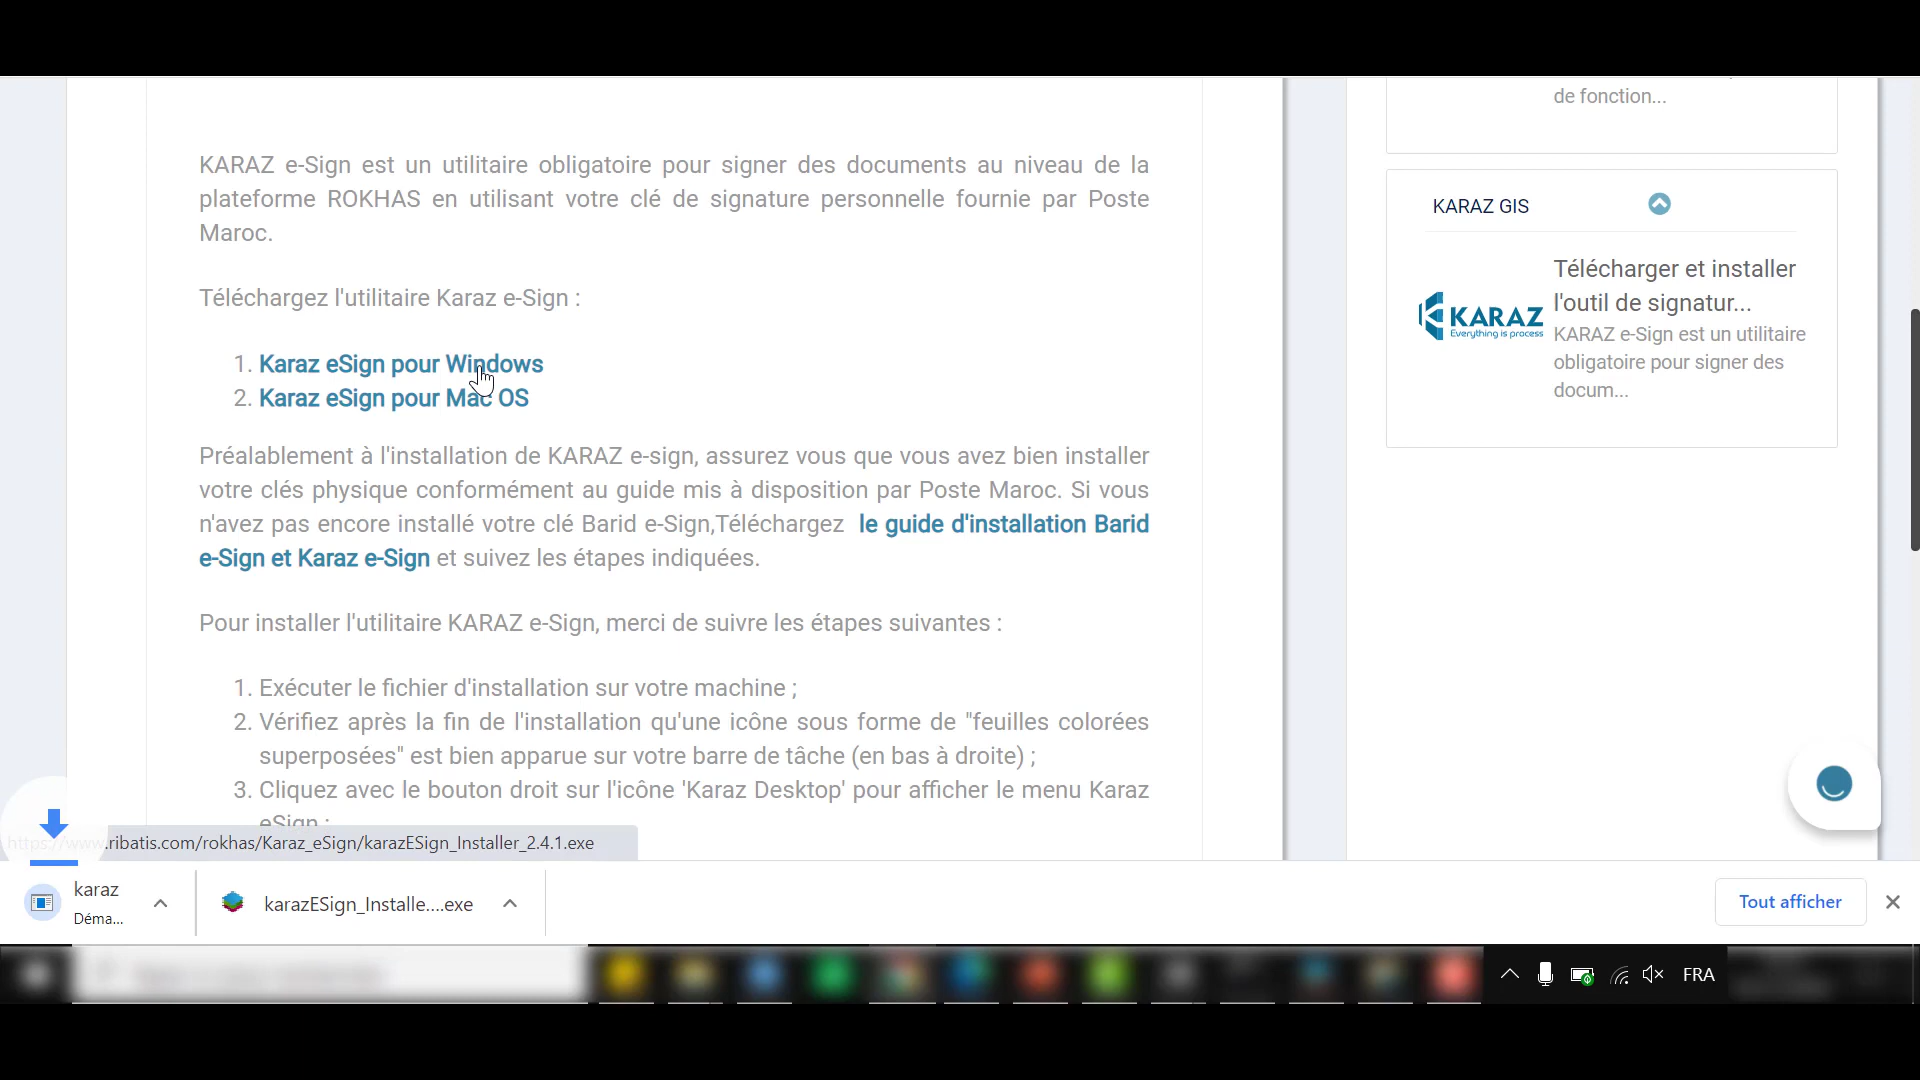 de fonction...
KARAZ e-Sign est un utilitaire obligatoire pour signer des documents au niveau de la
plateforme ROKHAS en utilisant votre clé de signature personnelle fournie par Poste
Maroc.
Téléchargez l'utilitaire Karaz e-Sign :
1. Karaz eSign pour Windows
2. Karaz eSign pour Mac OS
Préalablement à l'installation de KARAZ e-sign, assurez vous que vous avez bien installer
votre clés physique conformément au guide mis à disposition par Poste Maroc. Si vous
n'avez pas encore installé votre clé Barid e-Sign,Téléchargez le guide d'installation Barid
e-Sign et Karaz e-Sign et suivez les étapes indiquées.
Pour installer l'utilitaire KARAZ e-Sign, merci de suivre les étapes suivantes :
1. Exécuter le fichier d'installation sur votre machine ;
2. Vérifiez après la fin de l'installation qu'une icône sous forme de "feuilles colorées
superposées" est bien apparue sur votre barre de tâche (en bas à droite) ;
3. Cliquez avec le bouton droit sur l'icône 'Karaz Desktop' pour afficher le menu Karaz
eSign ;
KARAZ GIS
Télécharger et installer
l'outil de signatur...
KARAZ
Everything is process
KARAZ e-Sign est un utilitaire
obligatoire pour signer des
docum...
https://www.ribatis.com/rokhas/Karaz_eSign/karazESign_Installer_2.4.1.exe
karaz
Déma...
karazESign_Installe....exe
Tout afficher
FRA